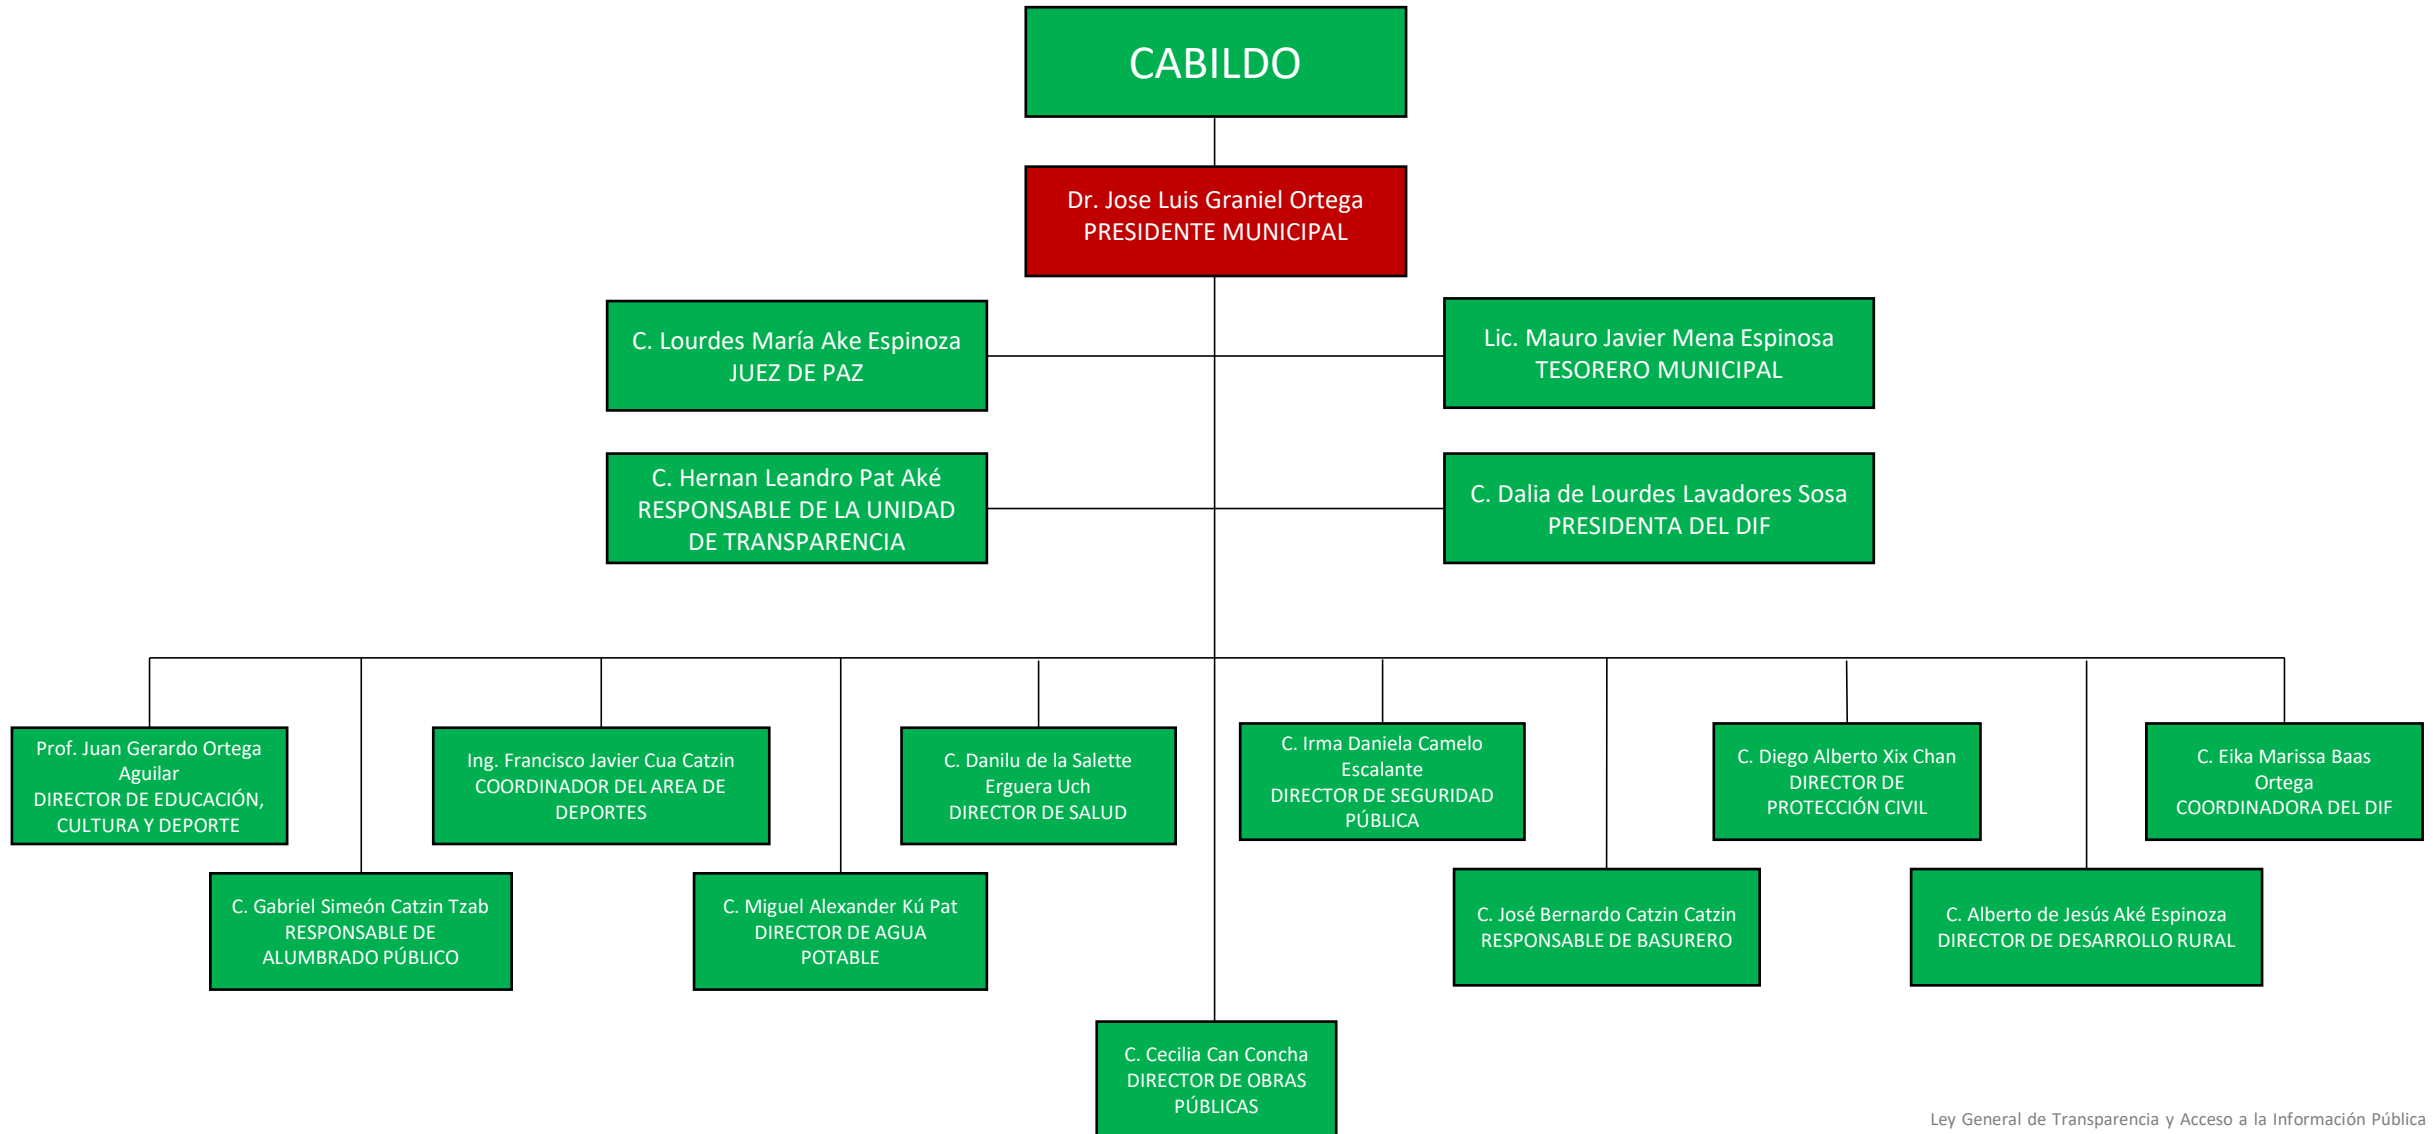 CABILDO
Dr. Jose Luis Graniel Ortega
PRESIDENTE MUNICIPAL
C. Lourdes María Ake Espinoza
JUEZ DE PAZ
Lic. Mauro Javier Mena Espinosa
TESORERO MUNICIPAL
C. Hernan Leandro Pat Aké
RESPONSABLE DE LA UNIDAD
DE TRANSPARENCIA
C. Dalia de Lourdes Lavadores Sosa
PRESIDENTA DEL DIF
Prof. Juan Gerardo Ortega
Aguilar
DIRECTOR DE EDUCACIÓN,
CULTURA Y DEPORTE
Ing. Francisco Javier Cua Catzin
COORDINADOR DEL AREA DE
DEPORTES
C. Danilu de la Salette
Erguera Uch
DIRECTOR DE SALUD
C. Irma Daniela Camelo
Escalante
DIRECTOR DE SEGURIDAD
PÚBLICA
C. Diego Alberto Xix Chan
DIRECTOR DE
PROTECCIÓN CIVIL
C. Eika Marissa Baas
Ortega
COORDINADORA DEL DIF
C. Gabriel Simeón Catzin Tzab
RESPONSABLE DE
ALUMBRADO PÚBLICO
C. Miguel Alexander Kú Pat
DIRECTOR DE AGUA
POTABLE
C. José Bernardo Catzin Catzin
RESPONSABLE DE BASURERO
C. Alberto de Jesús Aké Espinoza
DIRECTOR DE DESARROLLO RURAL
C. Cecilia Can Concha
DIRECTOR DE OBRAS
PÚBLICAS
Ley General de Transparencia y Acceso a la Información Pública